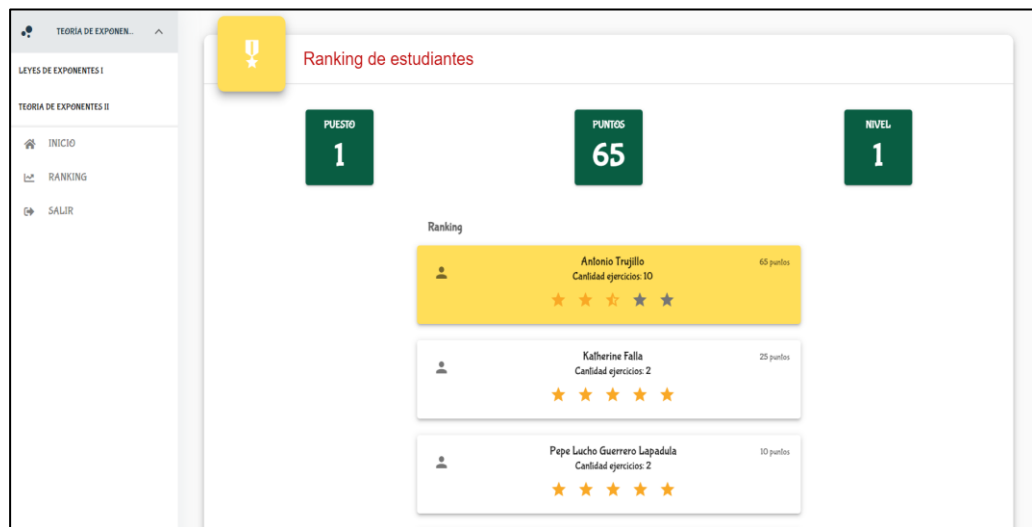 TEORÍA DE EXPONEN...
LEYES DE EXPONENTES I
TEORIA DE EXPONENTES II
INICIO
RANKING
SALIR
Ranking de estudiantes
PUESTO
1
PUNTOS
65
NIVEL
1
Ranking
Antonio Trujillo
65 puntos
Cantidad ejercicios: 10
Katherine Falla
25 puntos
Cantidad ejercicios: 2
Pepe Lucho Guerrero Lapadula
10 puntos
Cantidad ejercicios: 2